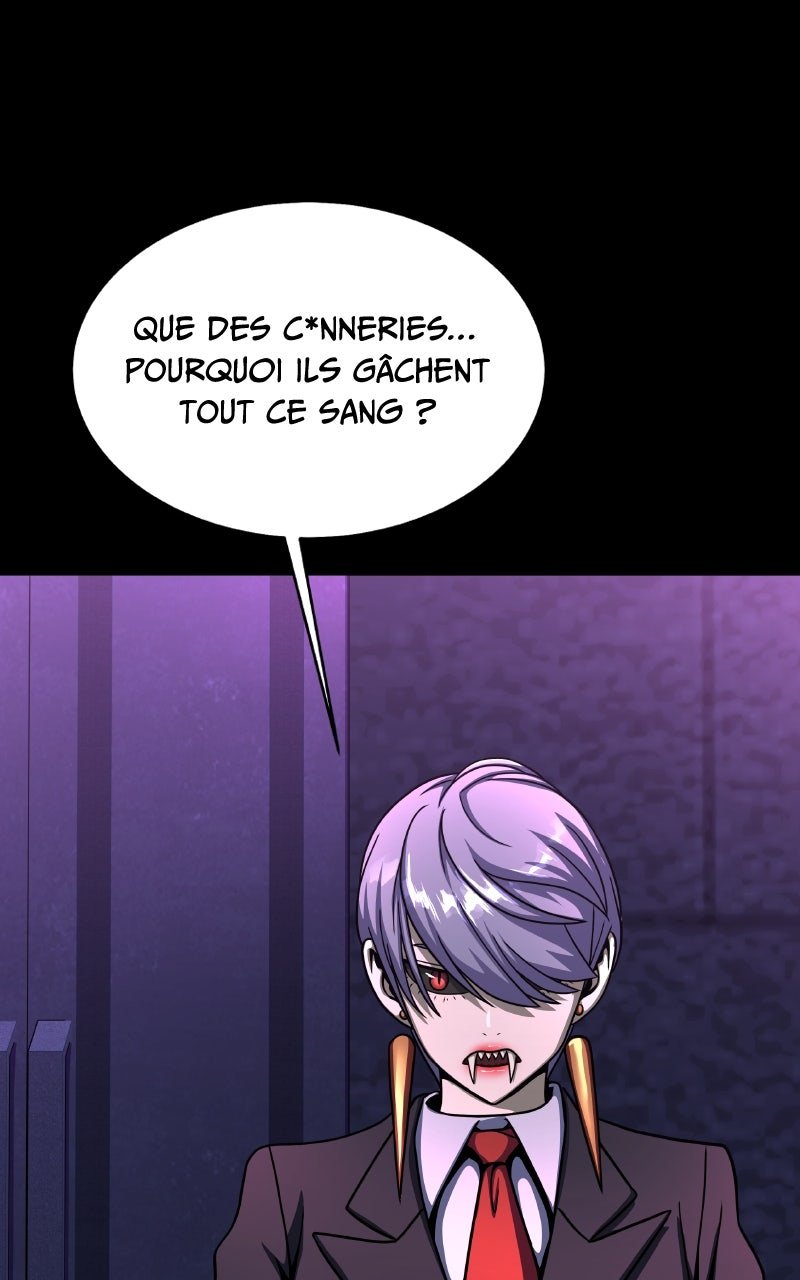 QUE DES C*NNERIES...
POURQUOI ILS GÂCHENT
TOUT CE SANG ?